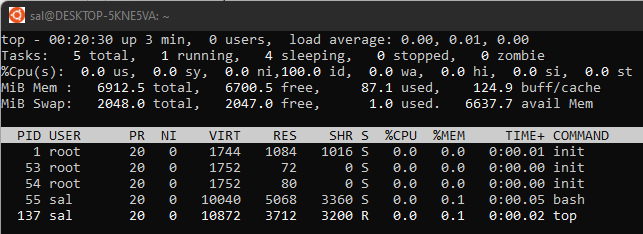 sal@DESKTOP-5KNE5VA: ~
top - 00:20:30 up 3 min,  0 users,  load average: 0.00, 0.01, 0.00
Tasks:   5 total,   1 running,   4 sleeping,   0 stopped,   0 zombie
%Cpu(s):  0.0 us,  0.0 sy,  0.0 ni,100.0 id,  0.0 wa,  0.0 hi,  0.0 si,  0.0 st
MiB Mem :   6912.5 total,   6700.5 free,     87.1 used,    124.9 buff/cache
MiB Swap:   2048.0 total,   2047.0 free,      1.0 used.   6637.7 avail Mem
PID USER      PR  NI    VIRT    RES    SHR S  %CPU  %MEM     TIME+ COMMAND
1 root      20   0    1744   1084   1016 S   0.0   0.0   0:00.01 init
53 root      20   0    1752     72      0 S   0.0   0.0   0:00.00 init
54 root      20   0    1752     80      0 S   0.0   0.0   0:00.00 init
55 sal       20   0   10040   5068   3360 S   0.0   0.1   0:00.05 bash
137 sal       20   0   10872   3712   3200 R   0.0   0.1   0:00.02 top